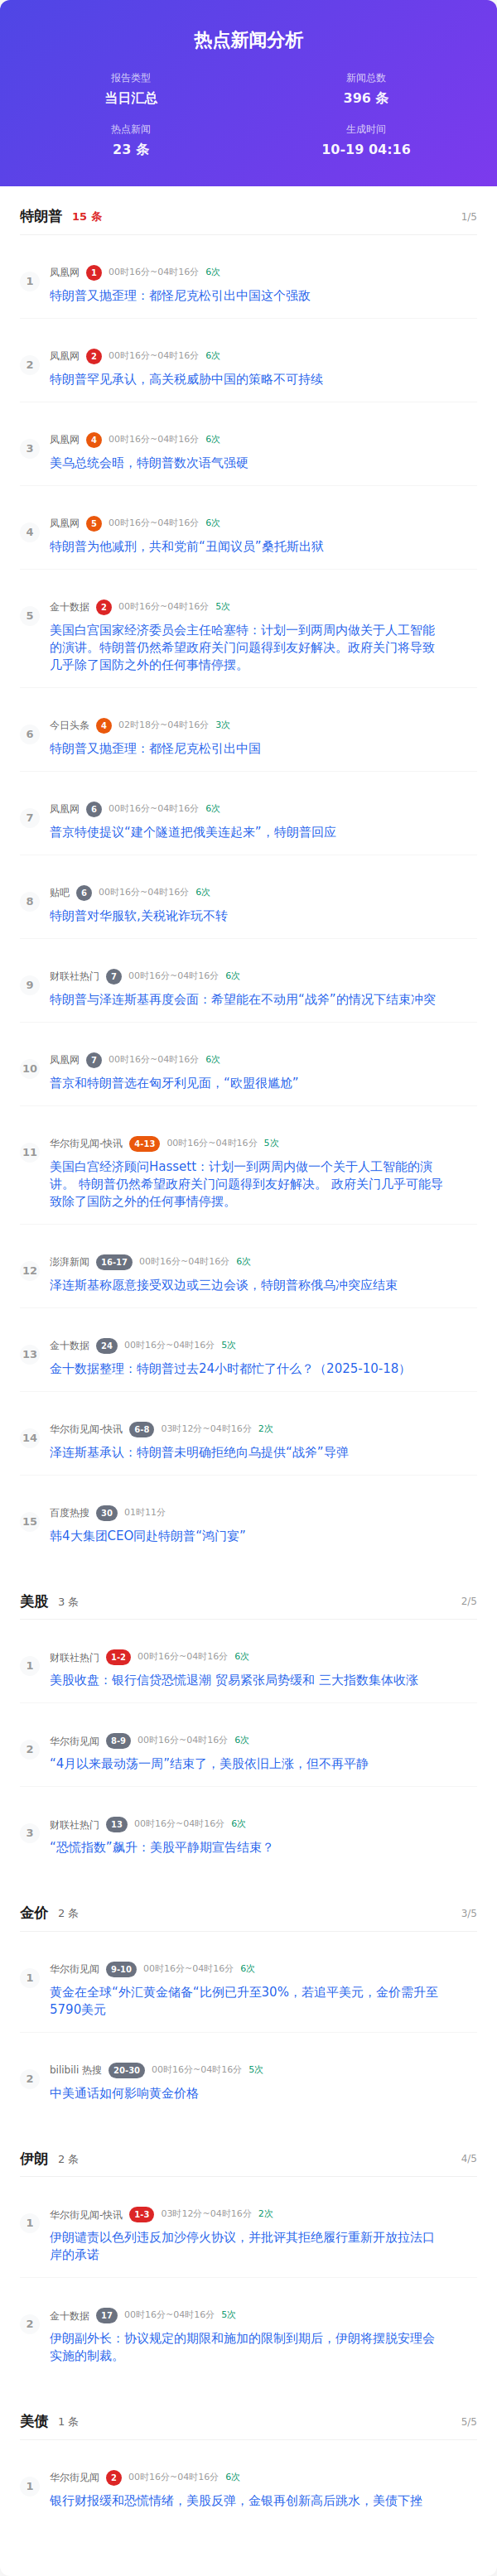 热点新闻分析
报告类型
新闻总数
当日汇总
396 条
热点新闻
生成时间
23 条
10-19 04:16
特朗普 15 条 1/5
1
凤凰网 1 00时16分~04时16分 6次
特朗普又抛歪理：都怪尼克松引出中国这个强敌
2
凤凰网 2 00时16分~04时16分 6次
特朗普罕见承认，高关税威胁中国的策略不可持续
3
凤凰网 4 00时16分~04时16分 6次
美乌总统会晤，特朗普数次语气强硬
4
凤凰网 5 00时16分~04时16分 6次
特朗普为他减刑，共和党前“丑闻议员”桑托斯出狱
5
金十数据 2 00时16分~04时16分 5次
美国白宫国家经济委员会主任哈塞特：计划一到两周内做关于人工智能
的演讲。特朗普仍然希望政府关门问题得到友好解决。政府关门将导致
几乎除了国防之外的任何事情停摆。
6
今日头条 4 02时18分~04时16分 3次
特朗普又抛歪理：都怪尼克松引出中国
7
凤凰网 6 00时16分~04时16分 6次
普京特使提议“建个隧道把俄美连起来”，特朗普回应
8
贴吧 6 00时16分~04时16分 6次
特朗普对华服软,关税讹诈玩不转
9
财联社热门 7 00时16分~04时16分 6次
特朗普与泽连斯基再度会面：希望能在不动用“战斧”的情况下结束冲突
10
凤凰网 7 00时16分~04时16分 6次
普京和特朗普选在匈牙利见面，“欧盟很尴尬”
11
华尔街见闻-快讯 4-13 00时16分~04时16分 5次
美国白宫经济顾问Hassett：计划一到两周内做一个关于人工智能的演
讲。 特朗普仍然希望政府关门问题得到友好解决。 政府关门几乎可能导
致除了国防之外的任何事情停摆。
12
澎湃新闻 16-17 00时16分~04时16分 6次
泽连斯基称愿意接受双边或三边会谈，特朗普称俄乌冲突应结束
13
金十数据 24 00时16分~04时16分 5次
金十数据整理：特朗普过去24小时都忙了什么？（2025-10-18）
14
华尔街见闻-快讯 6-8 03时12分~04时16分 2次
泽连斯基承认：特朗普未明确拒绝向乌提供“战斧”导弹
15
百度热搜 30 01时11分
韩4大集团CEO同赴特朗普“鸿门宴”
美股 3 条 2/5
1
财联社热门 1-2 00时16分~04时16分 6次
美股收盘：银行信贷恐慌退潮 贸易紧张局势缓和 三大指数集体收涨
2
华尔街见闻 8-9 00时16分~04时16分 6次
“4月以来最动荡一周”结束了，美股依旧上涨，但不再平静
3
财联社热门 13 00时16分~04时16分 6次
“恐慌指数”飙升：美股平静期宣告结束？
金价 2 条 3/5
1
华尔街见闻 9-10 00时16分~04时16分 6次
黄金在全球“外汇黄金储备“比例已升至30%，若追平美元，金价需升至
5790美元
2
bilibili 热搜 20-30 00时16分~04时16分 5次
中美通话如何影响黄金价格
伊朗 2 条 4/5
1
华尔街见闻-快讯 1-3 03时12分~04时16分 2次
伊朗谴责以色列违反加沙停火协议，并批评其拒绝履行重新开放拉法口
岸的承诺
2
金十数据 17 00时16分~04时16分 5次
伊朗副外长：协议规定的期限和施加的限制到期后，伊朗将摆脱安理会
实施的制裁。
美债 1 条 5/5
1
华尔街见闻 2 00时16分~04时16分 6次
银行财报缓和恐慌情绪，美股反弹，金银再创新高后跳水，美债下挫